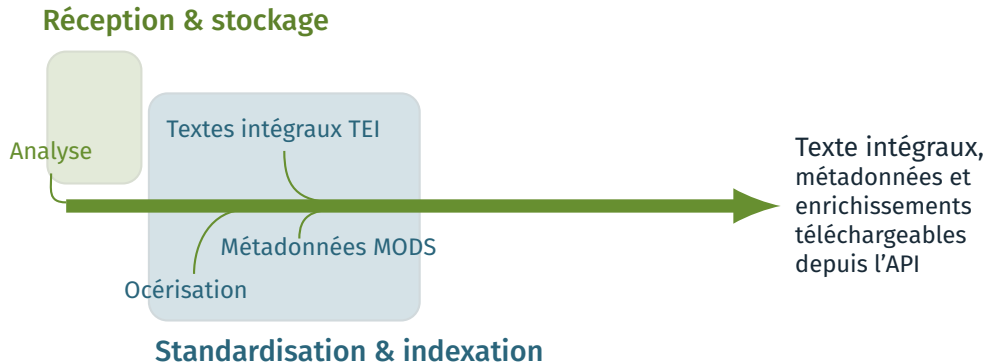 Réception & stockage
Analyse
Textes intégraux TEI
Métadonnées MODS
Océrisation
Standardisation & indexation
Texte intégraux,
métadonnées et
enrichissements
téléchargeables
depuis l'API